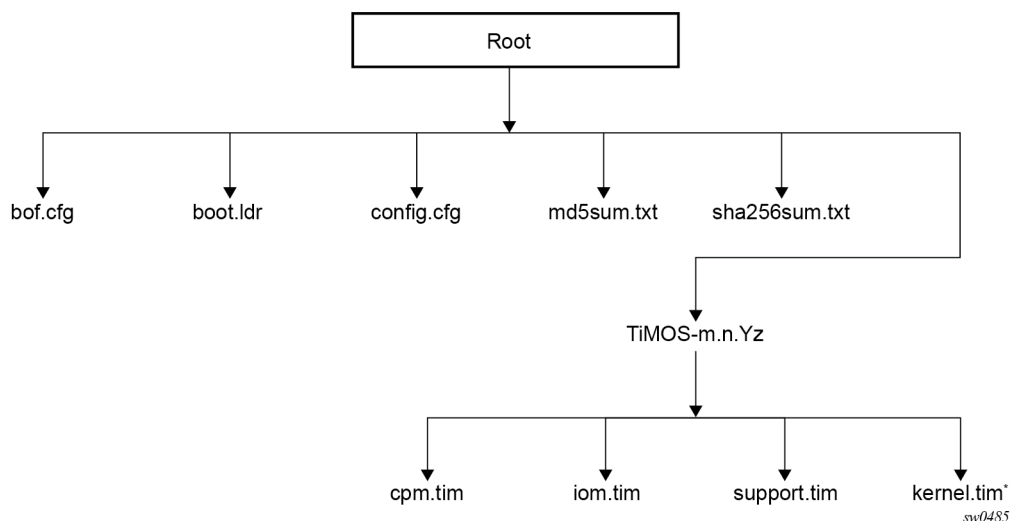 Root
bof.cfg boot.ldr config.cfg md5sum.txt sha256sum.txt
TiMOS-m.n.Yz
cpm.tim iom.tim support.tim kernel.tim*
sw0485